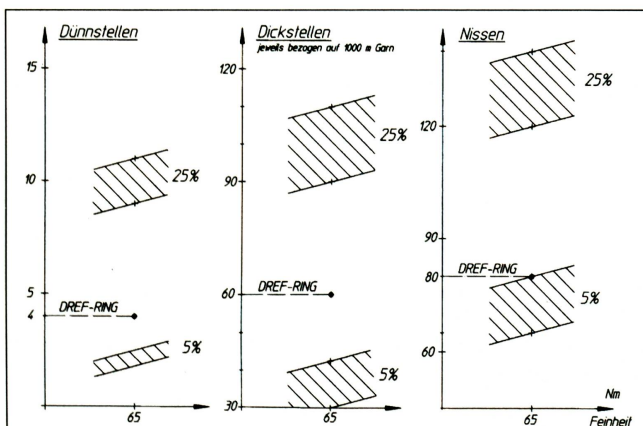 Dünnstellen
15
25%
10
5
DREF-RING
4
5%
65
Dickstellen
jeweils bezogen auf 1000 m Garn
120
25%
90
DREF-RING
60
5%
30
65
Nissen
25%
120
90
DREF-RING
80
5%
60
Nm
65
Feinheit